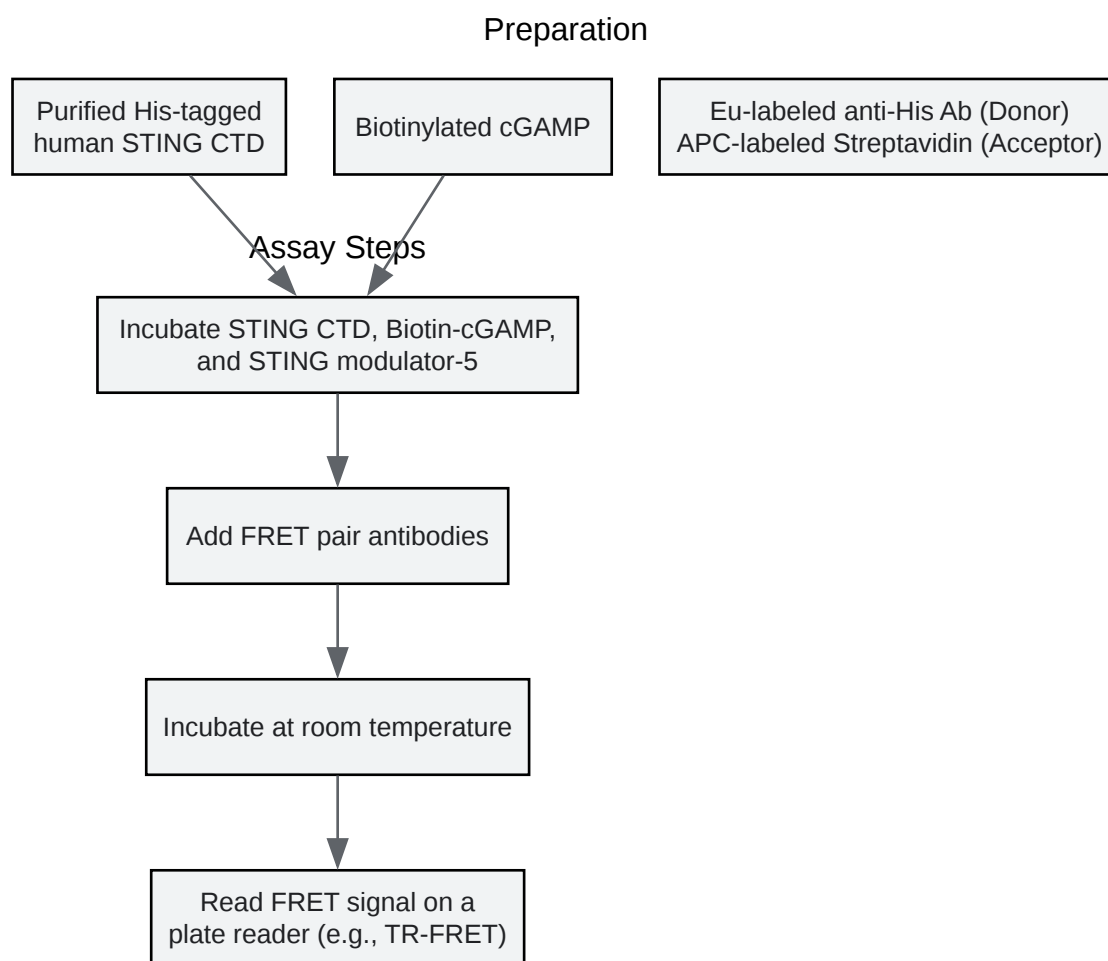 Preparation
Purified His-tagged
human STING CTD
Biotinylated cGAMP
Eu-labeled anti-His Ab (Donor)
APC-labeled Streptavidin (Acceptor)
Assay Steps
Incubate STING CTD, Biotin-cGAMP,
and STING modulator-5
Add FRET pair antibodies
Incubate at room temperature
Read FRET signal on a
plate reader (e.g., TR-FRET)